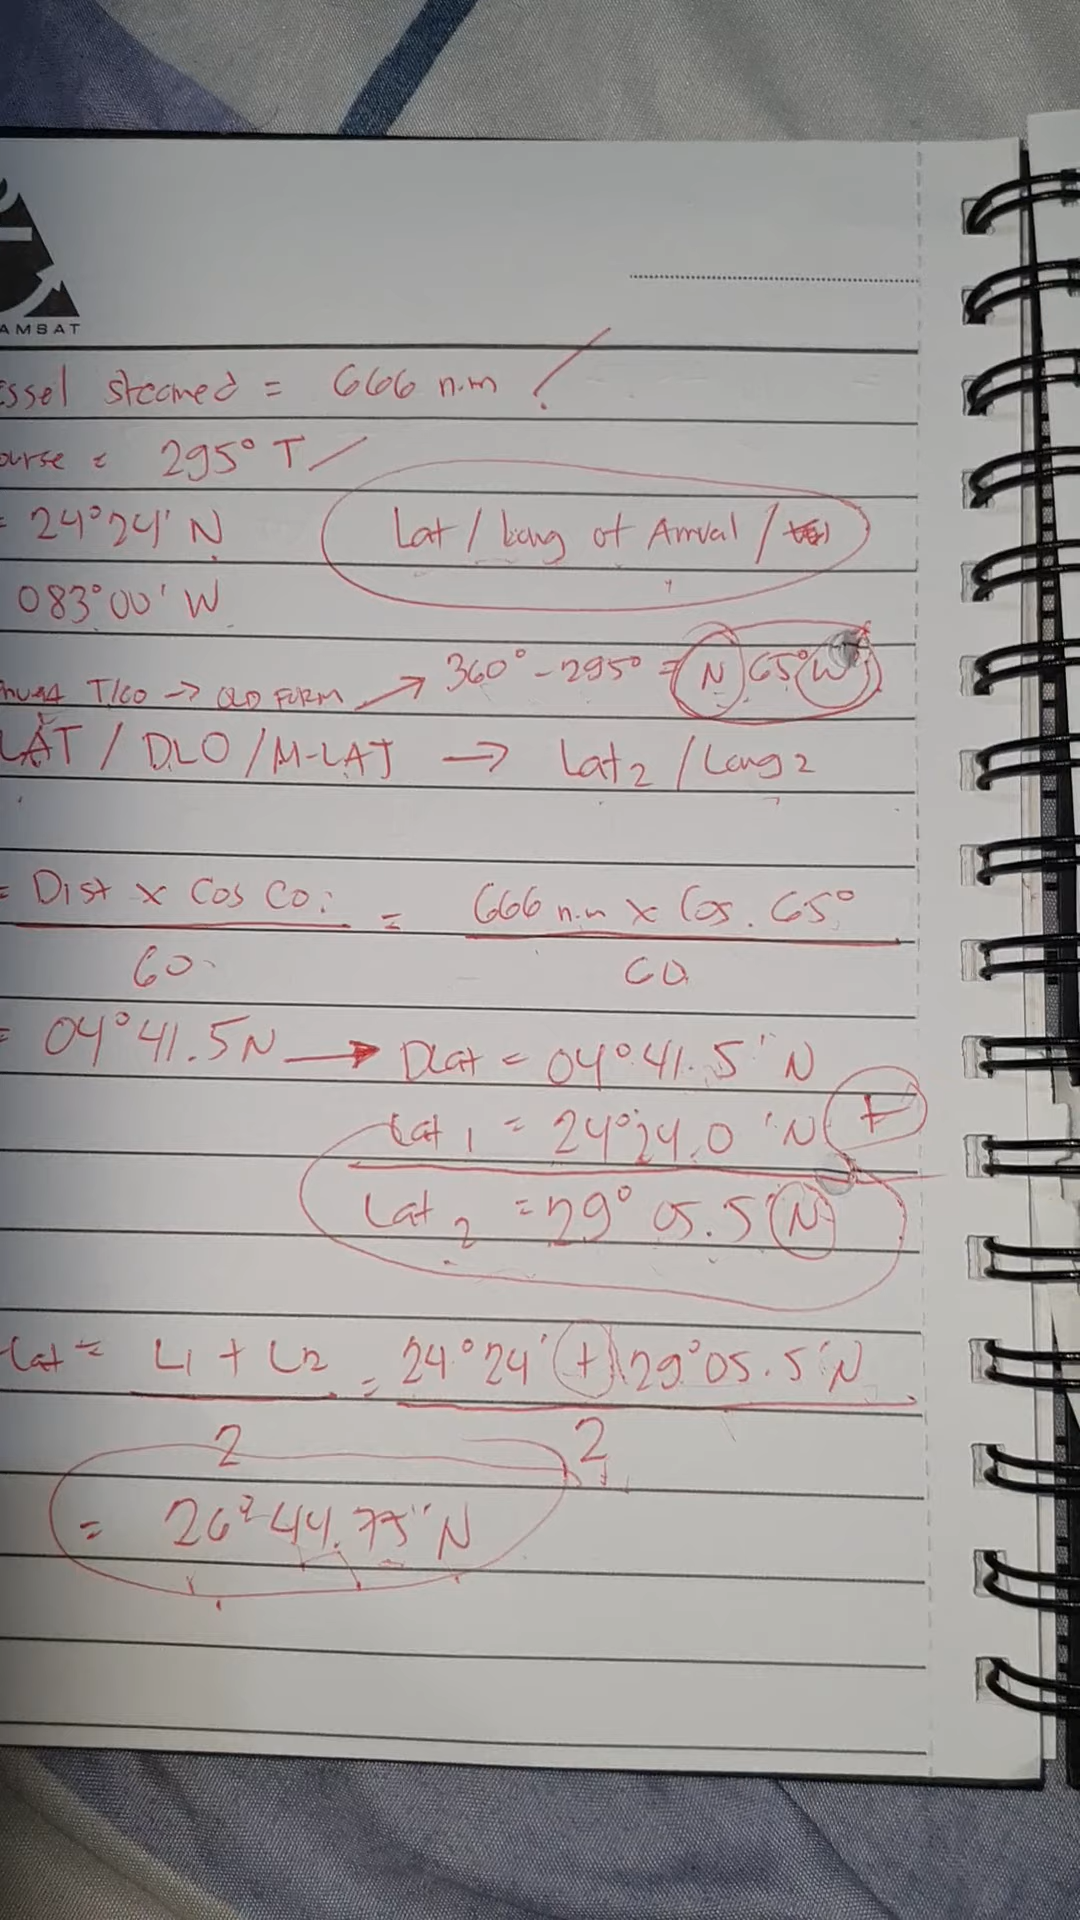 AMSAT
ssel steamed = 666 n.m
ourse = 295° T
= 24°24' N
Lat / Long of Arrival /
083°00' W
T/CO → OLD FORM → 360° - 295° = N 65° W
LAT / DLO / M-LAT → Lat2 / Long2
= Dist x Cos Co. = 666 n.m x Cos. 65°
60 60
= 04°41.5N → DLat = 04°41.5' N
Lat1 = 24°24.0 'N +
Lat2 = 29° 05.5' N
-Lat = L1 + L2 = 24°24' + 29°05.5'N
2 2
= 26°44.75' N